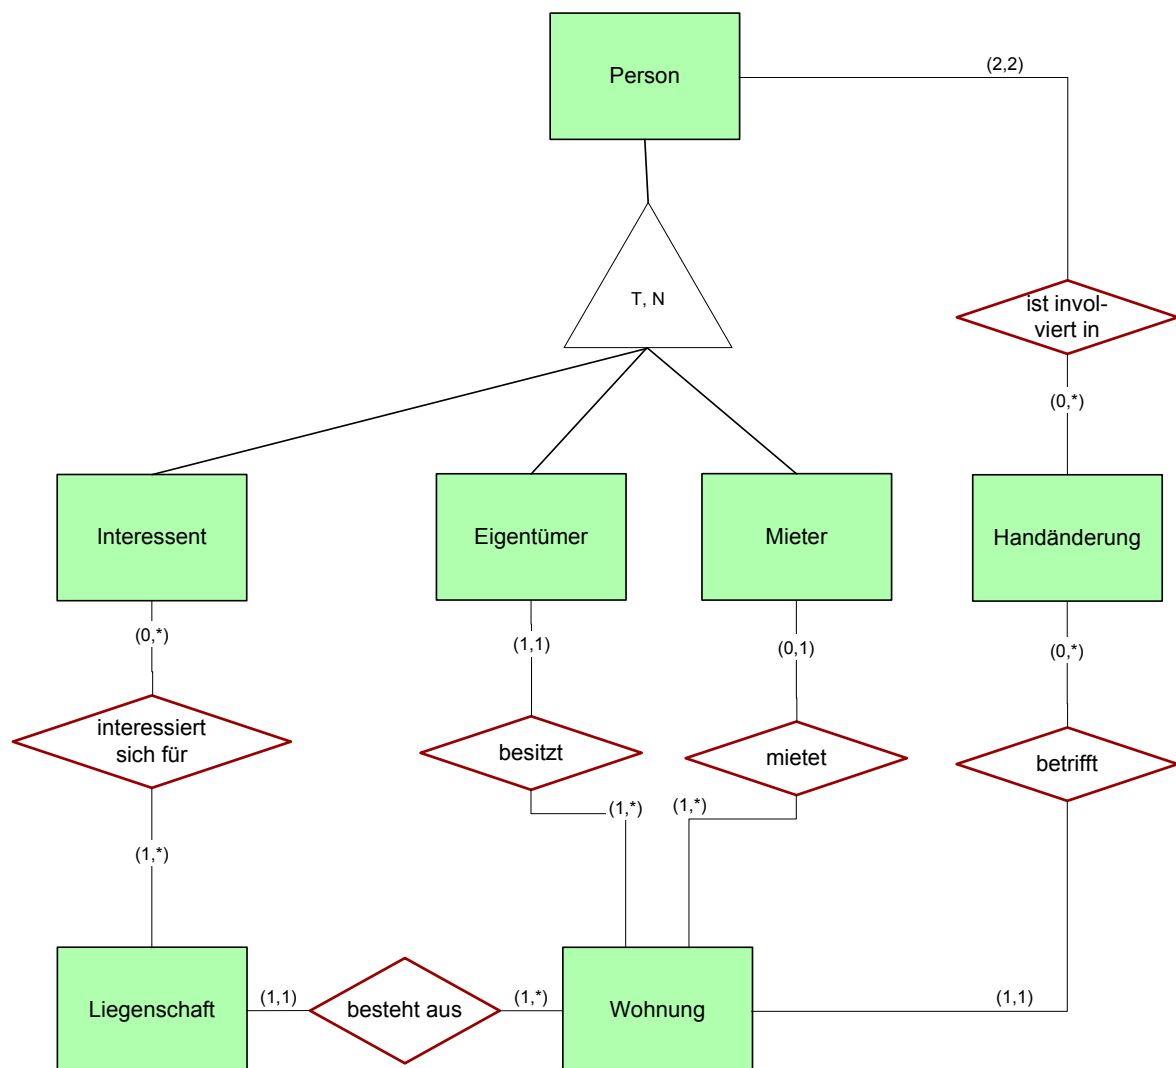 Person
(2,2)
T, N
ist invol-
viert in
(0,*)
Interessent
Eigentümer
Mieter
Handänderung
(0,*)
(1,1)
(0,1)
(0,*)
interessiert
sich für
besitzt
mietet
betrifft
(1,*)
(1,*)
(1,*)
Liegenschaft
(1,1)
besteht aus
(1,*)
Wohnung
(1,1)